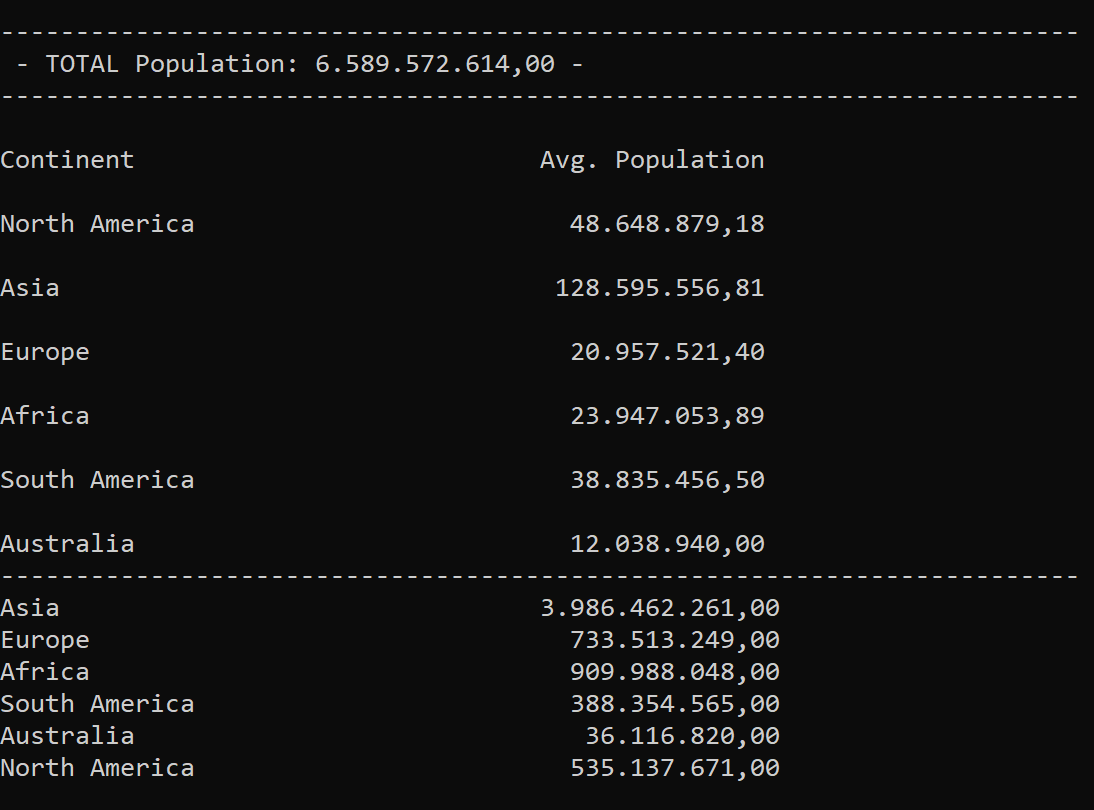 ------------------------------------------------------------------------
- TOTAL Population: 6.589.572.614,00 -
------------------------------------------------------------------------
Continent Avg. Population
North America 48.648.879,18
Asia 128.595.556,81
Europe 20.957.521,40
Africa 23.947.053,89
South America 38.835.456,50
Australia 12.038.940,00
------------------------------------------------------------------------
Asia 3.986.462.261,00
Europe 733.513.249,00
Africa 909.988.048,00
South America 388.354.565,00
Australia 36.116.820,00
North America 535.137.671,00